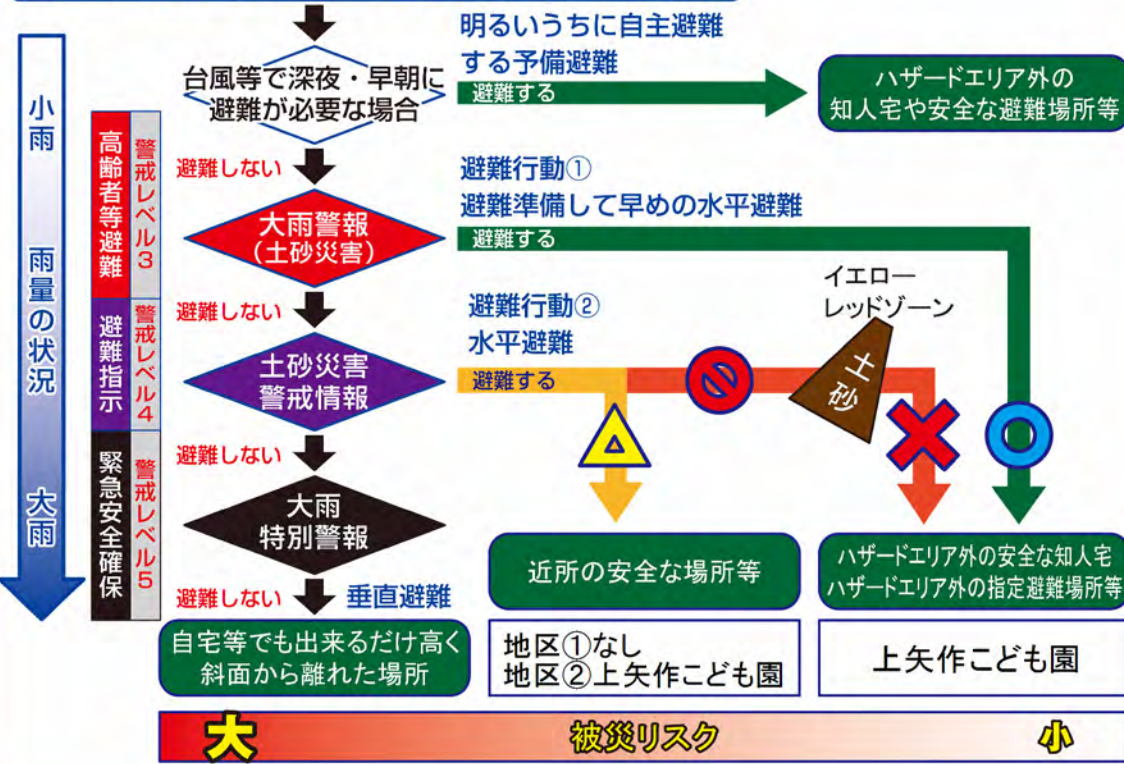 明るいうちに自主避難
する予備避難
台風等で深夜・早朝に
避難が必要な場合
避難する
ハザードエリア外の
知人宅や安全な避難場所等
小雨
雨量の状況
大雨
高齢者等避難
警戒レベル3
避難しない
避難行動①
避難準備して早めの水平避難
大雨警報
(土砂災害)
避難する
避難指示
警戒レベル4
避難しない
避難行動②
水平避難
土砂災害
警戒情報
避難する
イエロー
レッドゾーン
土砂
緊急安全確保
警戒レベル5
避難しない
大雨
特別警報
避難しない
垂直避難
自宅等でも出来るだけ高く
斜面から離れた場所
近所の安全な場所等
地区①なし
地区②上矢作こども園
ハザードエリア外の安全な知人宅
ハザードエリア外の指定避難場所等
上矢作こども園
大
被災リスク
小